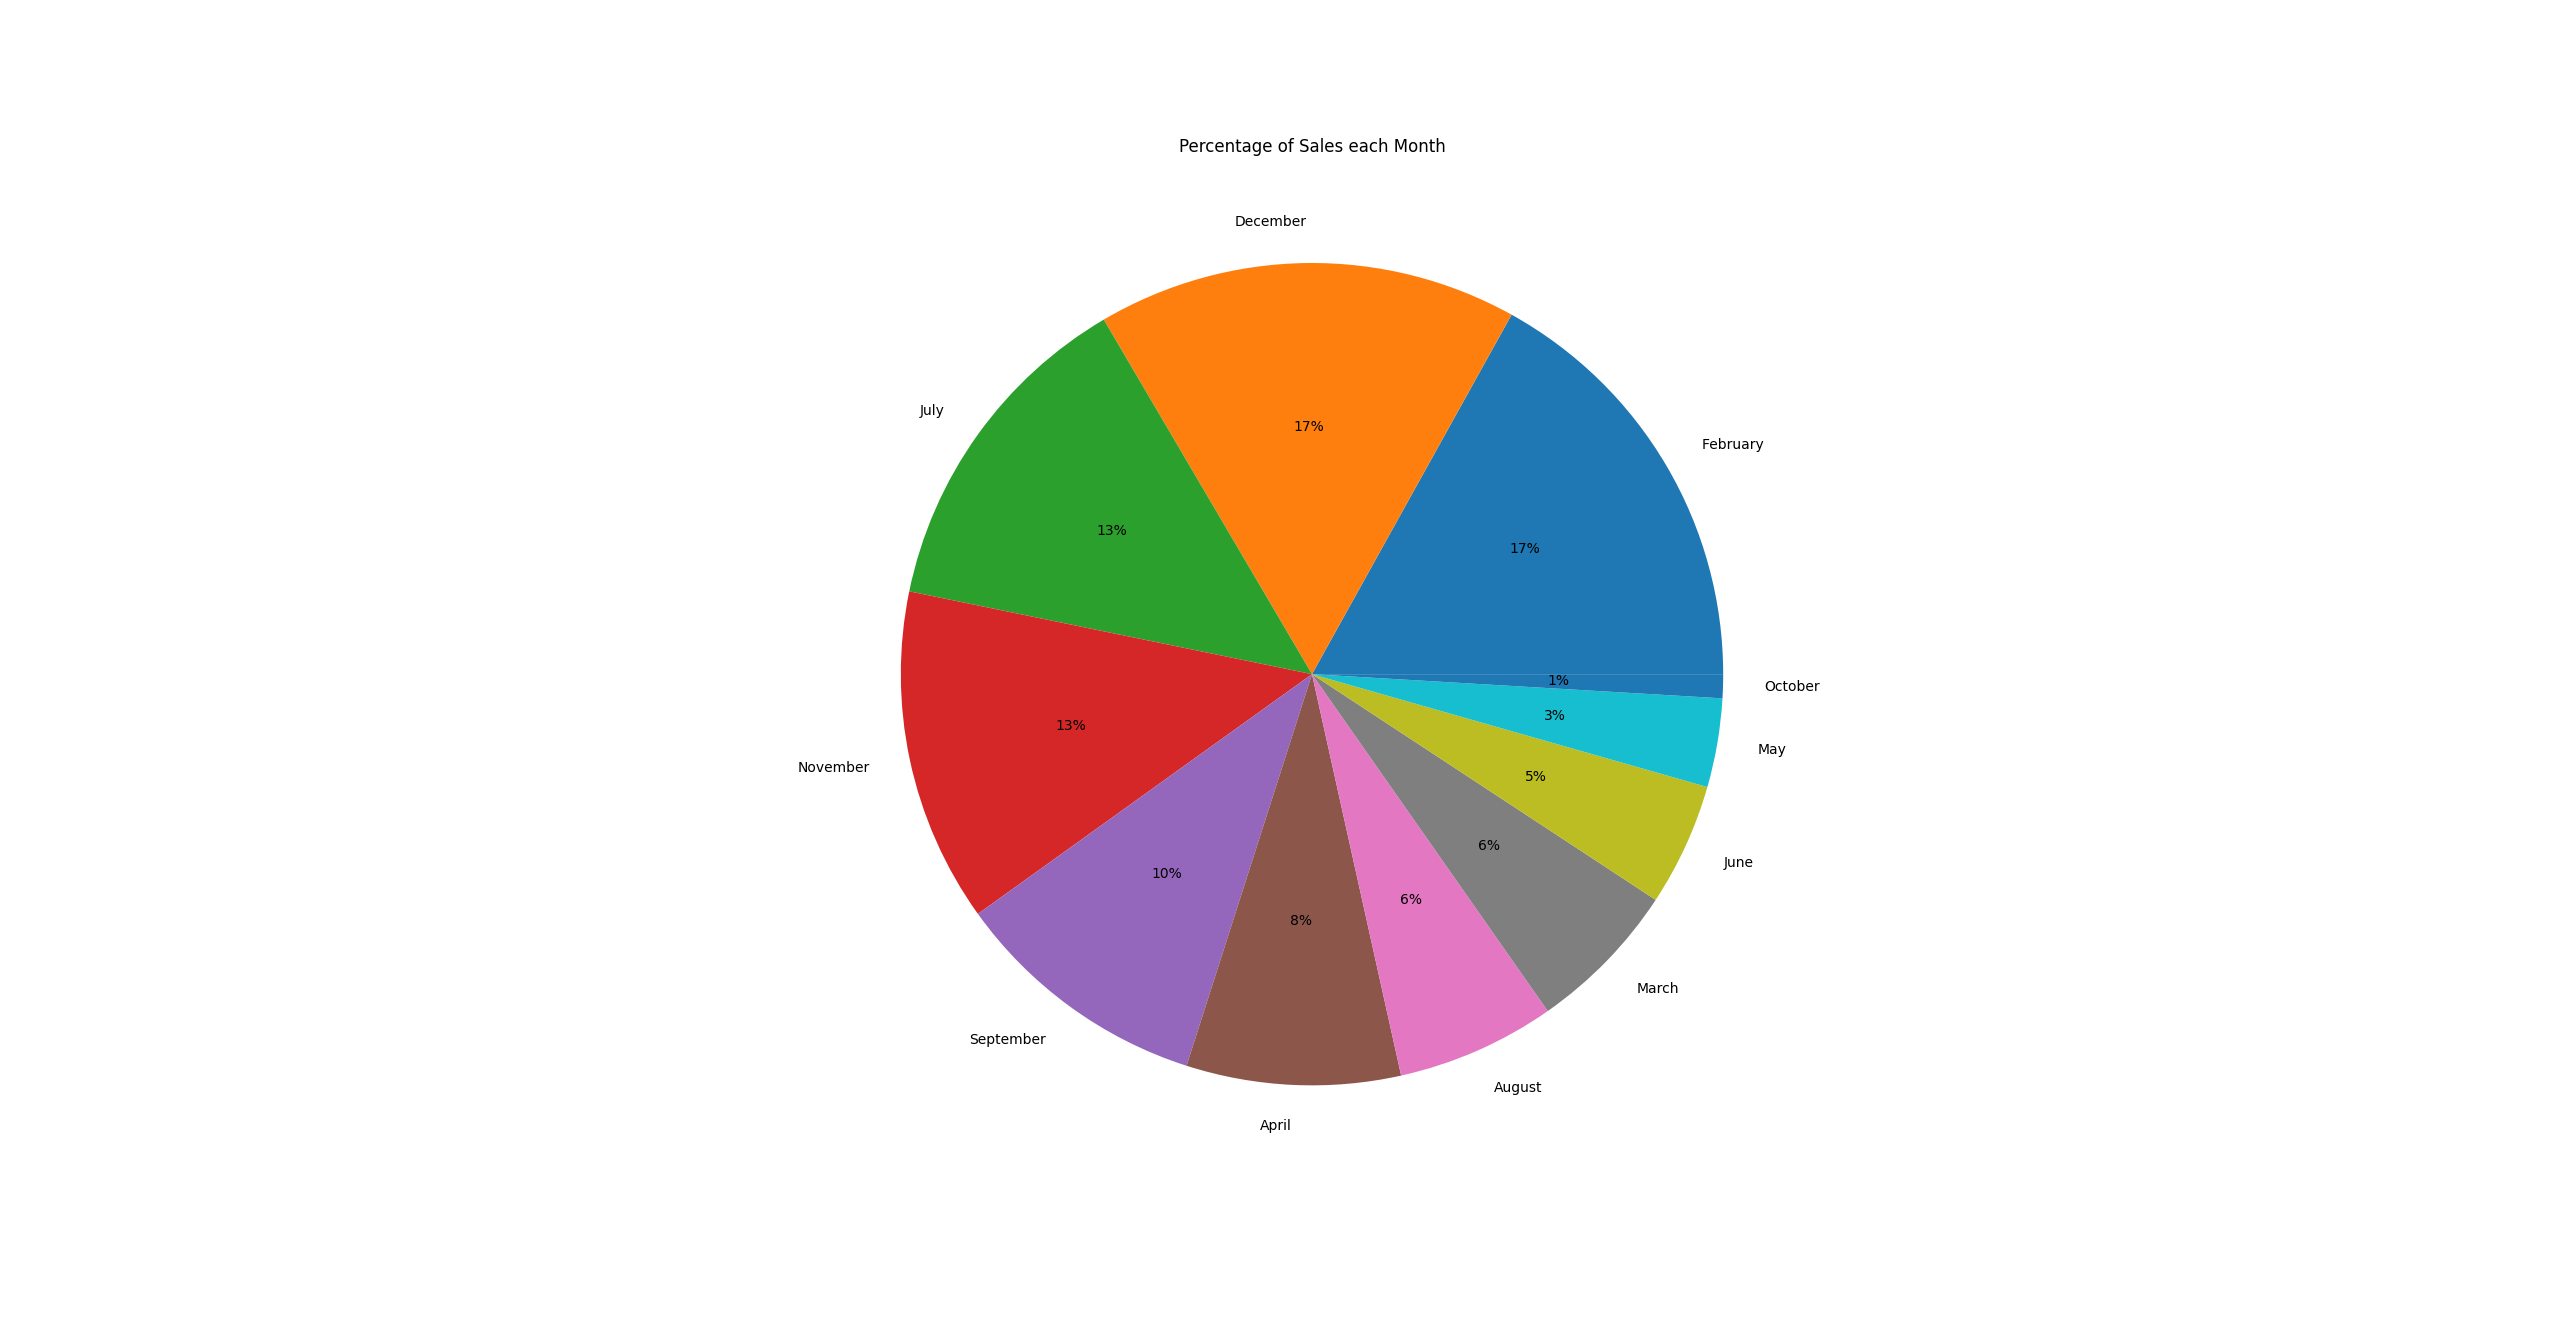 Percentage of Sales each Month
December
July
17%
February
13%
17%
1%
October
3%
13%
May
November
5%
6%
June
10%
6%
8%
March
September
August
April